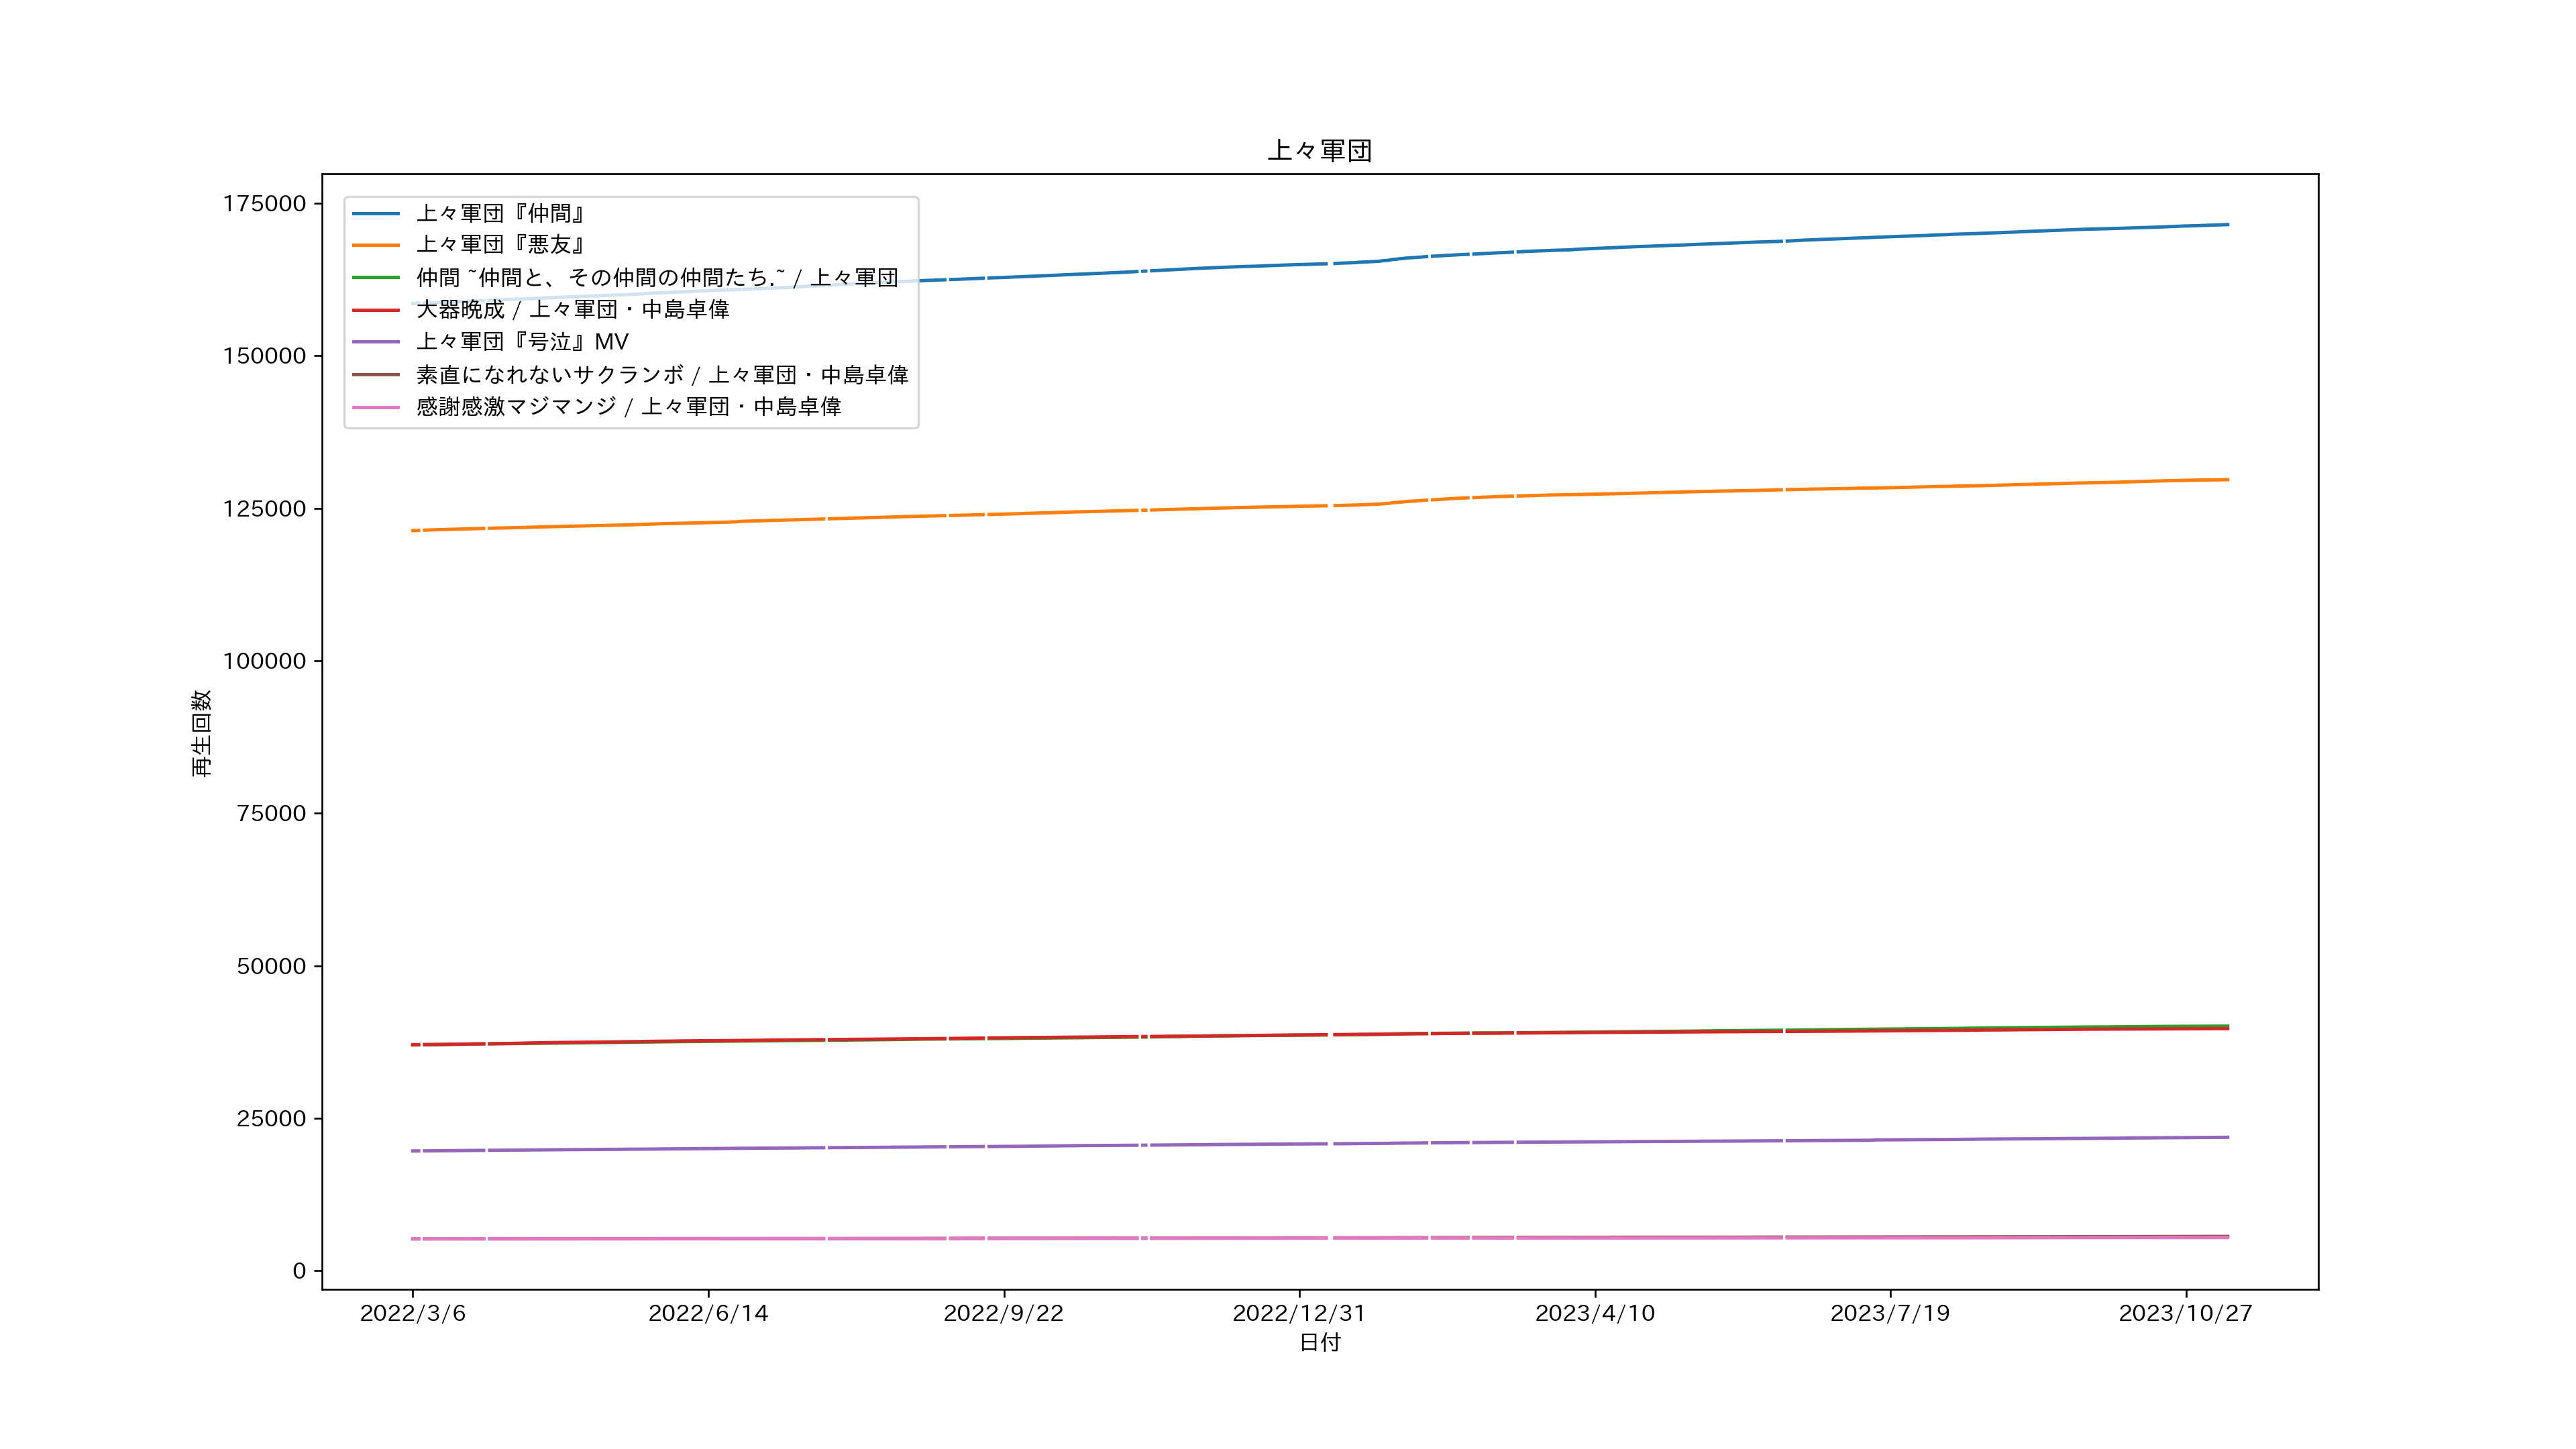 上々軍団
175000
150000
125000
100000
75000
50000
25000
0
再生回数
上々軍団『仲間』
上々軍団『悪友』
仲間 ~仲間と、その仲間の仲間たち.~ / 上々軍団
大器晩成 / 上々軍団・中島卓偉
上々軍団『号泣』MV
素直になれないサクランボ / 上々軍団・中島卓偉
感謝感激マジマンジ / 上々軍団・中島卓偉
2022/3/6
2022/6/14
2022/9/22
2022/12/31
2023/4/10
2023/7/19
2023/10/27
日付